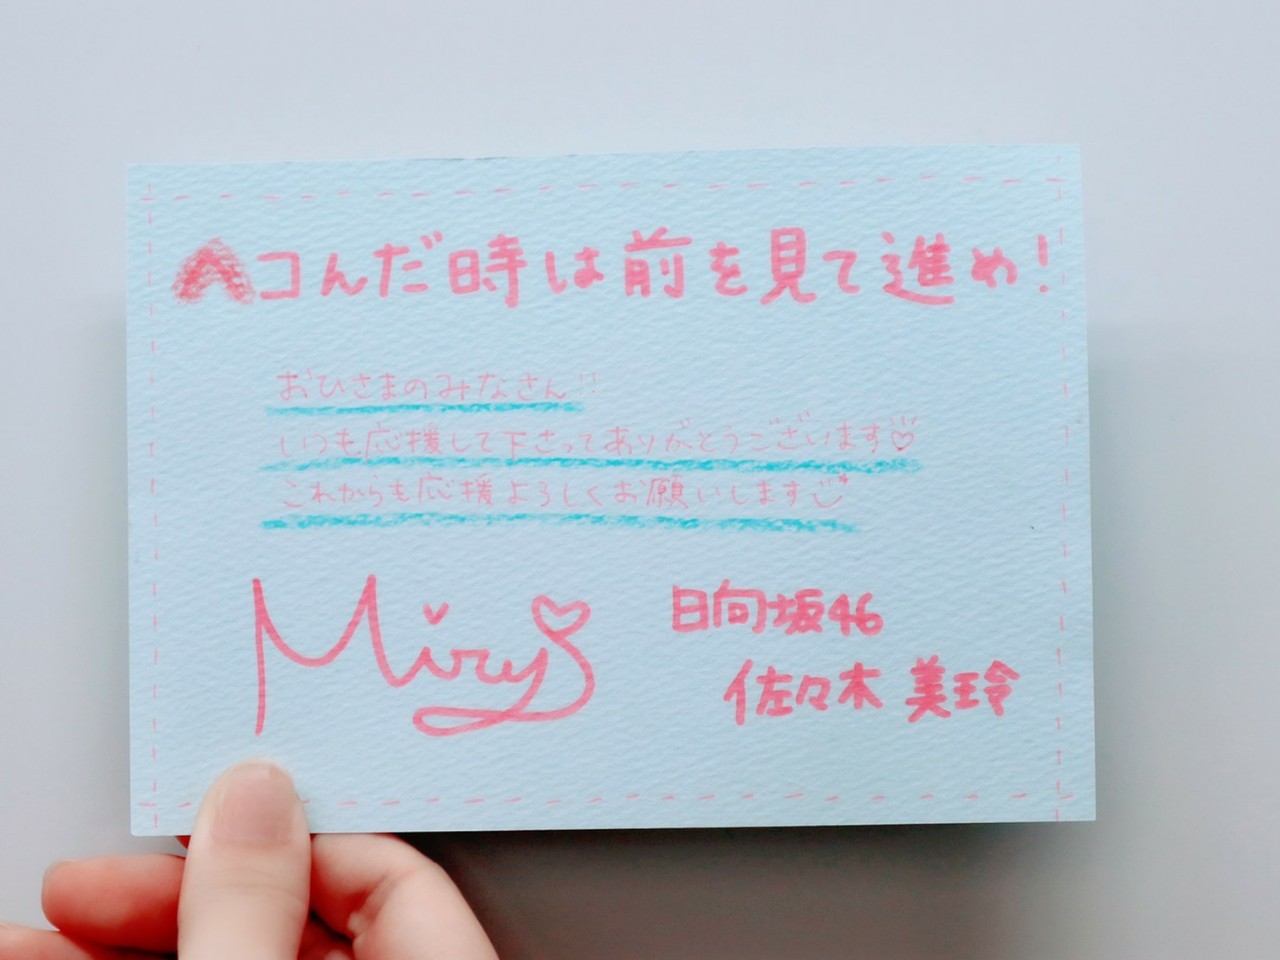 ヘコんだ時は前を見て進め!
おひさまのみなさん!!
いつも応援して下さってありがとうございます♡
これからも応援よろしくお願いします
Miry
日向坂46
佐々木 美玲